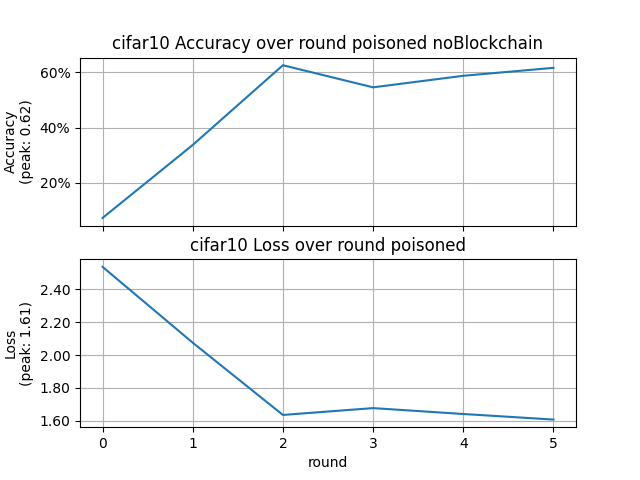 cifar10 Accuracy over round poisoned noBlockchain
60%
40%
20%
Accuracy
(peak: 0.62)
cifar10 Loss over round poisoned
2.40
2.20
2.00
1.80
1.60
Loss
(peak: 1.61)
0 1 2 3 4 5
round